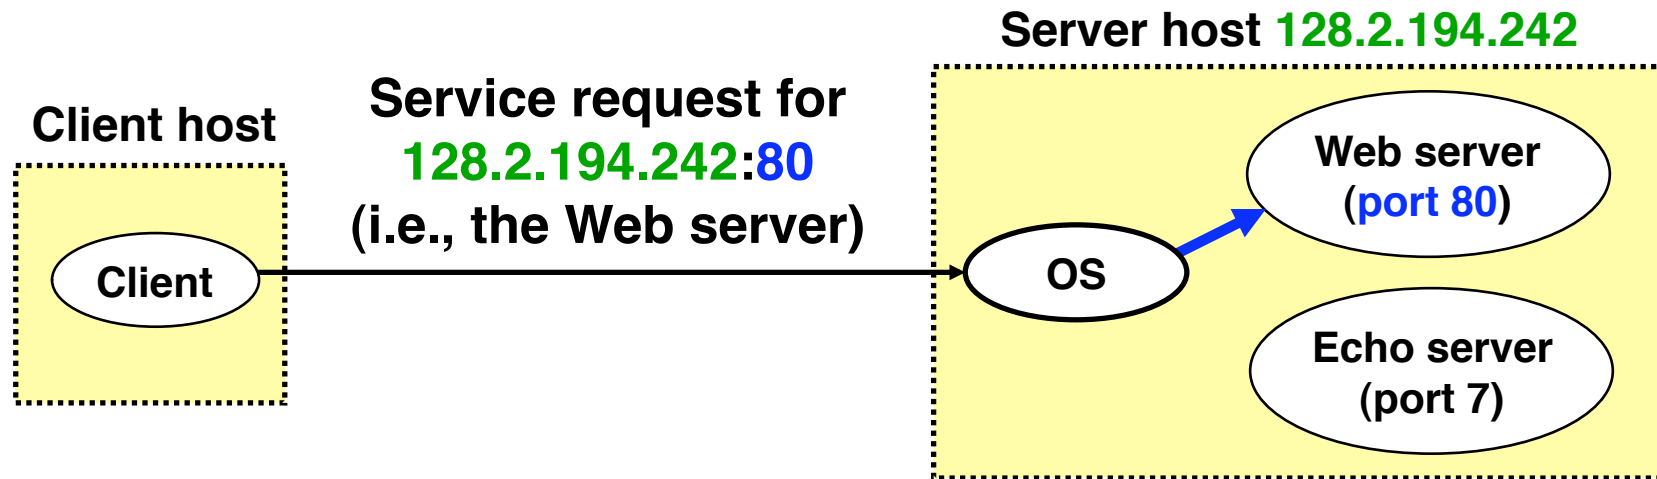 Server host 128.2.194.242
Client host
Service request for
128.2.194.242:80
(i.e., the Web server)
Client
OS
Web server
(port 80)
Echo server
(port 7)